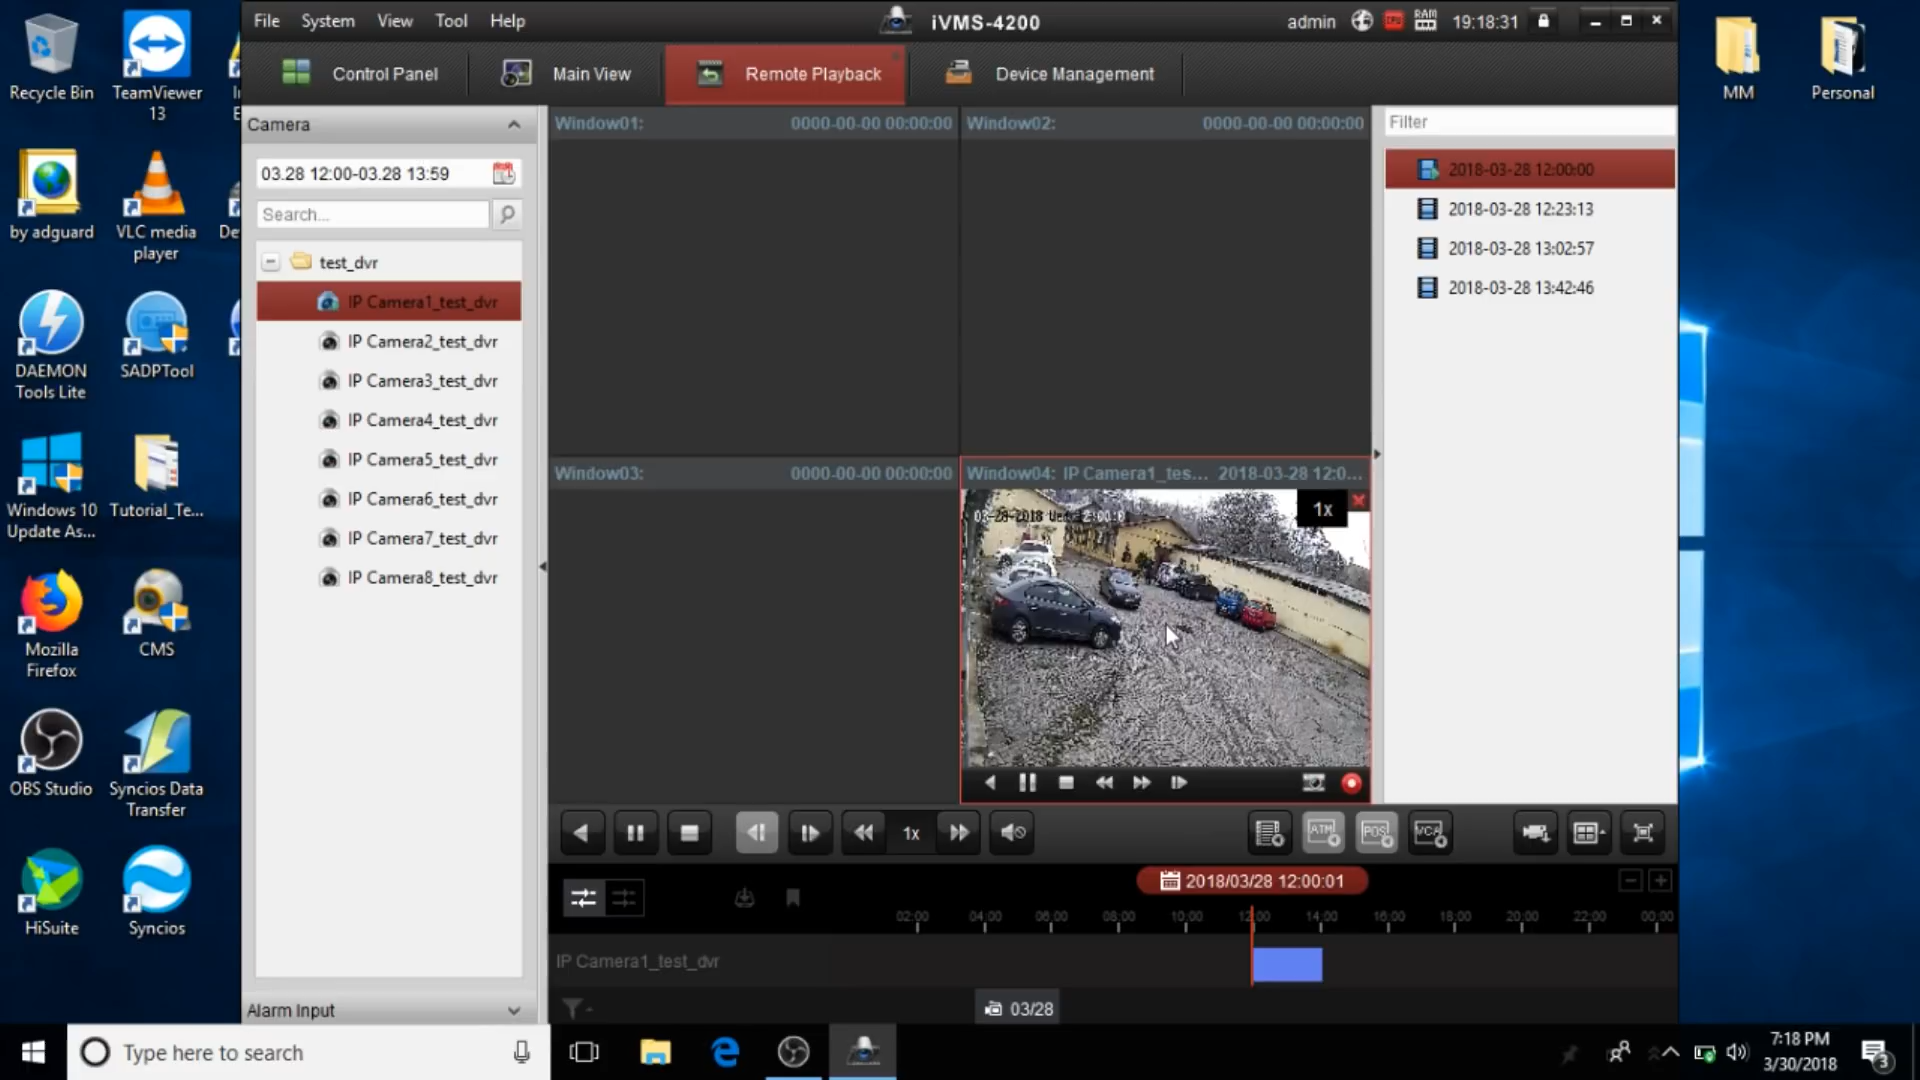 File System View Tool Help
iVMS-4200
admin CPU RAM 19:18:31
Control Panel
Main View
Remote Playback
Device Management
Recycle Bin
TeamViewer 13
by adguard
VLC media player
DAEMON Tools Lite
SADPTool
Windows 10 Update As...
Tutorial_Te...
Mozilla Firefox
CMS
OBS Studio
Syncios Data Transfer
HiSuite
Syncios
MM
Personal
Camera
03.28 12:00-03.28 13:59
Search...
test_dvr
IP Camera1_test_dvr
IP Camera2_test_dvr
IP Camera3_test_dvr
IP Camera4_test_dvr
IP Camera5_test_dvr
IP Camera6_test_dvr
IP Camera7_test_dvr
IP Camera8_test_dvr
Alarm Input
Window01: 0000-00-00 00:00:00
Window02: 0000-00-00 00:00:00
Window03: 0000-00-00 00:00:00
Window04: IP Camera1_tes... 2018-03-28 12:0...
1x
Filter
2018-03-28 12:00:00
2018-03-28 12:23:13
2018-03-28 13:02:57
2018-03-28 13:42:46
1x
ATM
POS
VCA
2018/03/28 12:00:01
02:00 04:00 06:00 08:00 10:00 12:00 14:00 16:00 18:00 20:00 22:00 00:00
IP Camera1_test_dvr
03/28
Type here to search
7:18 PM
3/30/2018
3